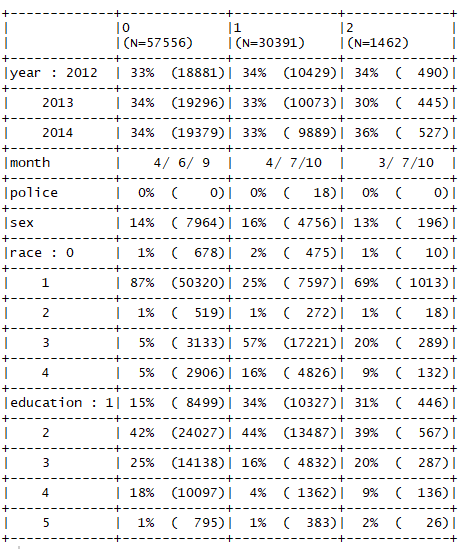 +--------------+--------------+--------------+-------------+
|              |0             |1             |2            |
|              |(N=57556)     |(N=30391)     |(N=1462)     |
+--------------+--------------+--------------+-------------+
|year : 2012   | 33%  (18881)| 34%  (10429)| 34%  (  490)|
+--------------+--------------+--------------+-------------+
|    2013      | 34%  (19296)| 33%  (10073)| 30%  (  445)|
+--------------+--------------+--------------+-------------+
|    2014      | 34%  (19379)| 33%  ( 9889)| 36%  (  527)|
+--------------+--------------+--------------+-------------+
|month         |    4/ 6/ 9   |    4/ 7/10   |   3/ 7/10   |
+--------------+--------------+--------------+-------------+
|police        |  0%  (    0)|  0%  (   18)|  0%  (    0)|
+--------------+--------------+--------------+-------------+
|sex           | 14%  ( 7964)| 16%  ( 4756)| 13%  (  196)|
+--------------+--------------+--------------+-------------+
|race : 0      |  1%  (  678)|  2%  (  475)|  1%  (   10)|
+--------------+--------------+--------------+-------------+
|    1         | 87%  (50320)| 25%  ( 7597)| 69%  ( 1013)|
+--------------+--------------+--------------+-------------+
|    2         |  1%  (  519)|  1%  (  272)|  1%  (   18)|
+--------------+--------------+--------------+-------------+
|    3         |  5%  ( 3133)| 57%  (17221)| 20%  (  289)|
+--------------+--------------+--------------+-------------+
|    4         |  5%  ( 2906)| 16%  ( 4826)|  9%  (  132)|
+--------------+--------------+--------------+-------------+
|education : 1| 15%  ( 8499)| 34%  (10327)| 31%  (  446)|
+--------------+--------------+--------------+-------------+
|    2         | 42%  (24027)| 44%  (13487)| 39%  (  567)|
+--------------+--------------+--------------+-------------+
|    3         | 25%  (14138)| 16%  ( 4832)| 20%  (  287)|
+--------------+--------------+--------------+-------------+
|    4         | 18%  (10097)|  4%  ( 1362)|  9%  (  136)|
+--------------+--------------+--------------+-------------+
|    5         |  1%  (  795)|  1%  (  383)|  2%  (   26)|
+--------------+--------------+--------------+-------------+